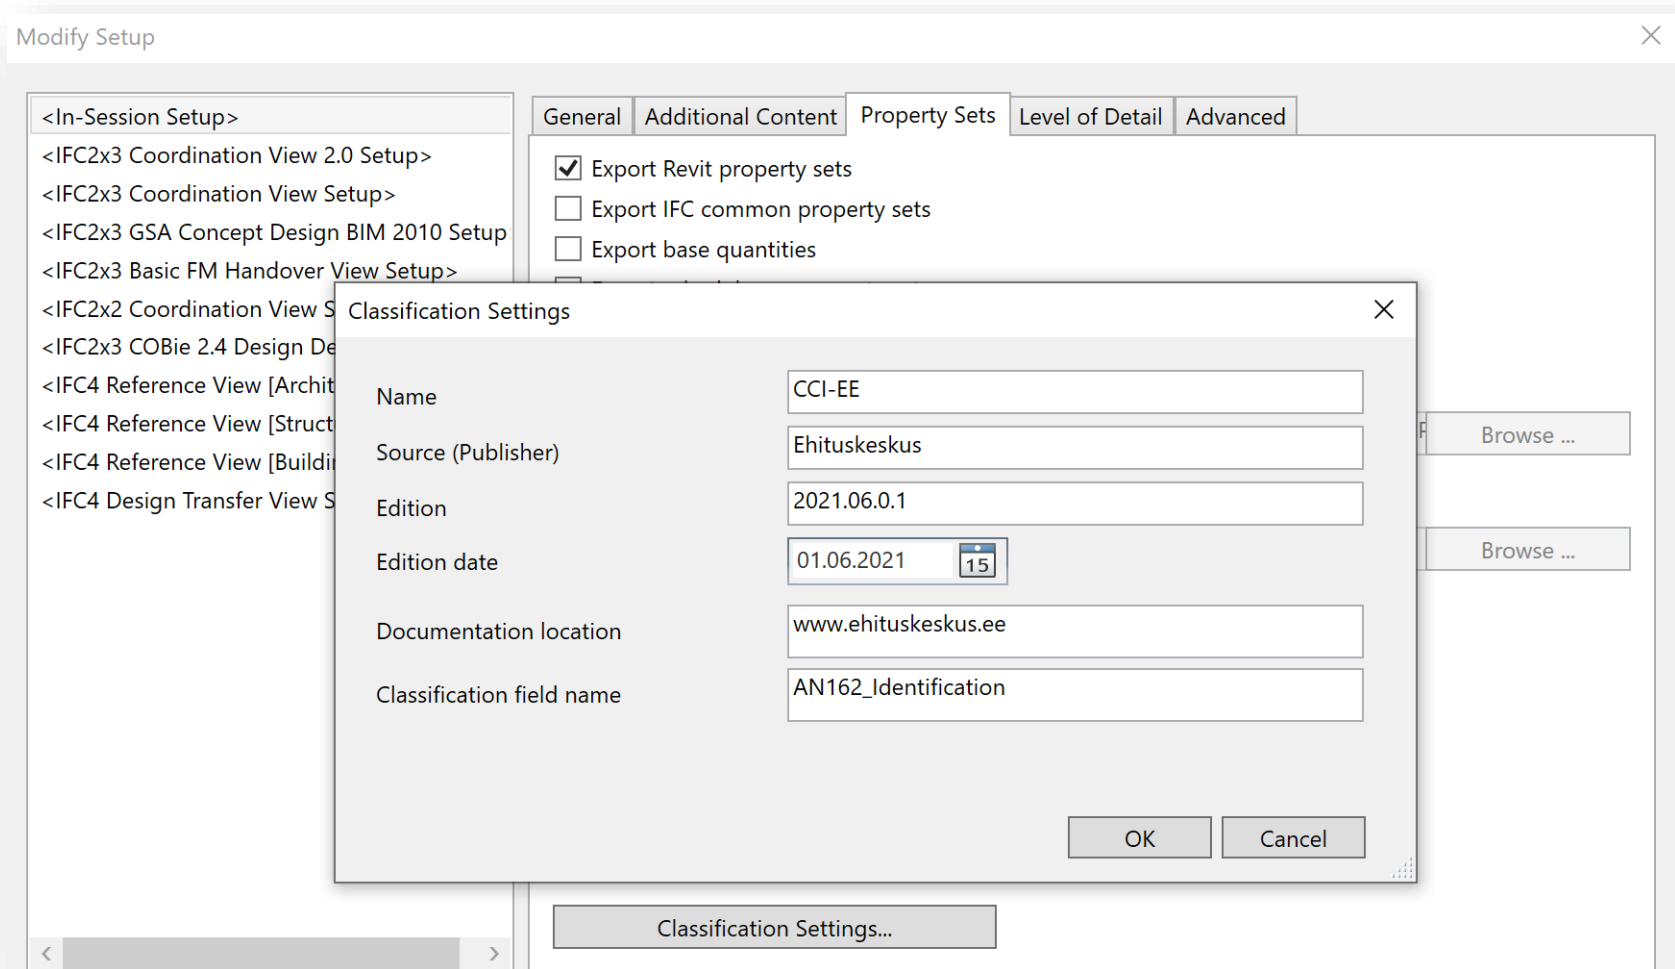 Modify Setup
<In-Session Setup>
<IFC2x3 Coordination View 2.0 Setup>
<IFC2x3 Coordination View Setup>
<IFC2x3 GSA Concept Design BIM 2010 Setup
<IFC2x3 Basic FM Handover View Setup>
<IFC2x2 Coordination View S
<IFC2x3 COBie 2.4 Design De
<IFC4 Reference View [Archit
<IFC4 Reference View [Struct
<IFC4 Reference View [Buildi
<IFC4 Design Transfer View S
General Additional Content Property Sets Level of Detail Advanced
Export Revit property sets
Export IFC common property sets
Export base quantities
Browse ...
Browse ...
Classification Settings
Name CCI-EE
Source (Publisher) Ehituskeskus
Edition 2021.06.0.1
Edition date 01.06.2021 15
Documentation location www.ehituskeskus.ee
Classification field name AN162_Identification
OK Cancel
Classification Settings...